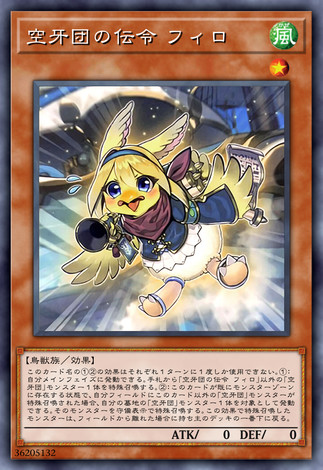 空牙団の伝令 フィロ
風
【鳥獣族／効果】
このカード名の①②の効果はそれぞれ１ターンに１度しか使用できない。①：
自分メインフェイズに発動できる。手札から「空牙団の伝令 フィロ」以外の「空
牙団」モンスター１体を特殊召喚する。②：このカードが既にモンスターゾーン
に存在する状態で、自分フィールドにこのカード以外の「空牙団」モンスターが
特殊召喚された場合、自分の墓地の「空牙団」モンスター１体を対象として発動
できる。そのモンスターを守備表示で特殊召喚する。この効果で特殊召喚した
モンスターは、フィールドから離れた場合に持ち主のデッキの一番下に戻る。
ATK/ 0 DEF/ 0
36205132